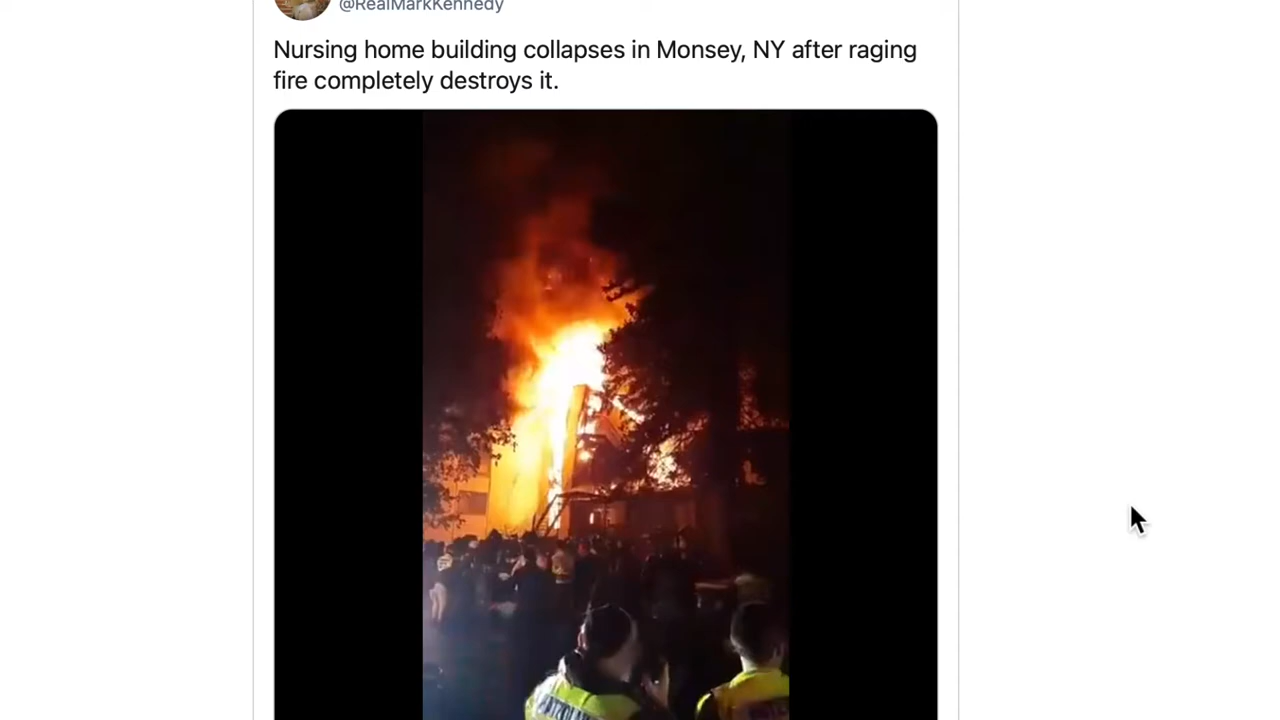 @RealMarkKennedy
Nursing home building collapses in Monsey, NY after raging
fire completely destroys it.